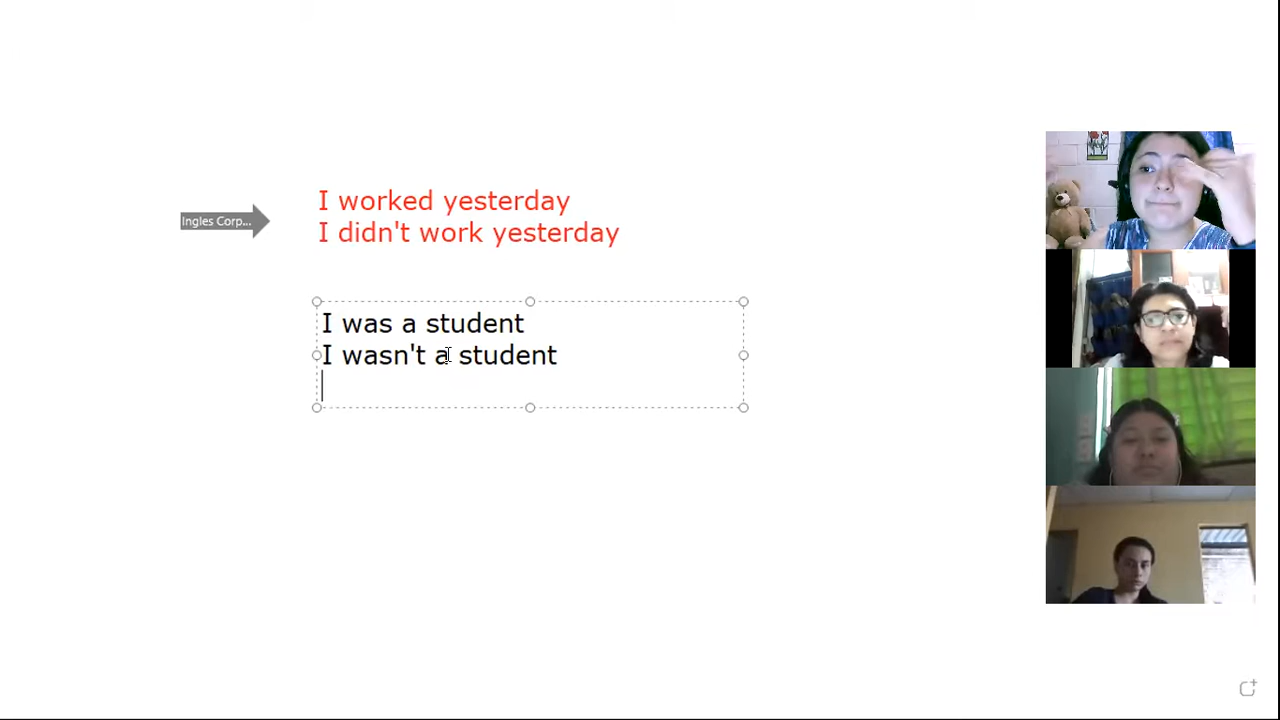 I worked yesterday
Ingles Corp...
I didn't work yesterday
I was a student
I wasn't a student